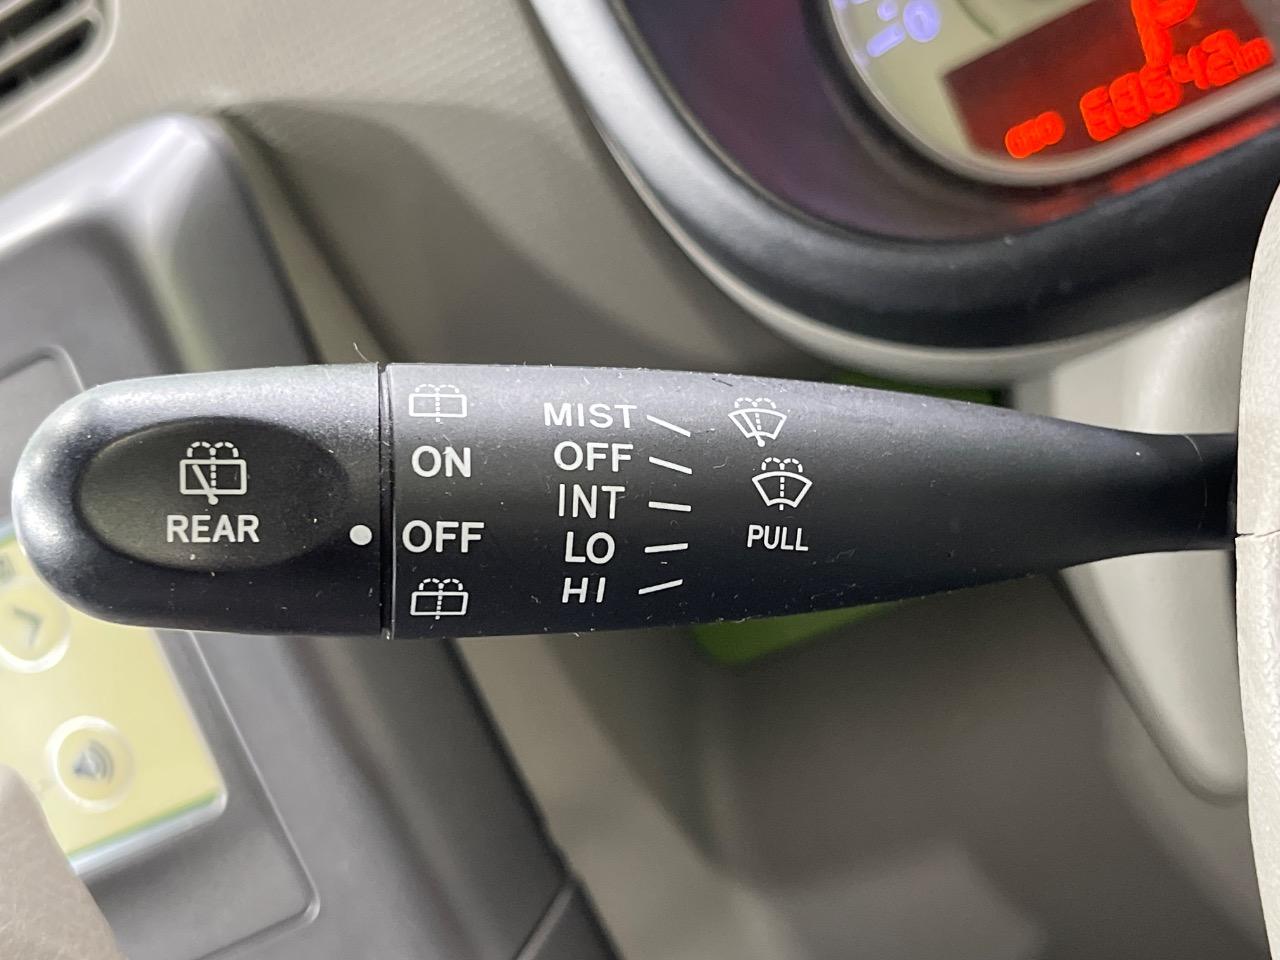 REAR
ON
OFF
MIST
OFF
INT
LO
HI
PULL